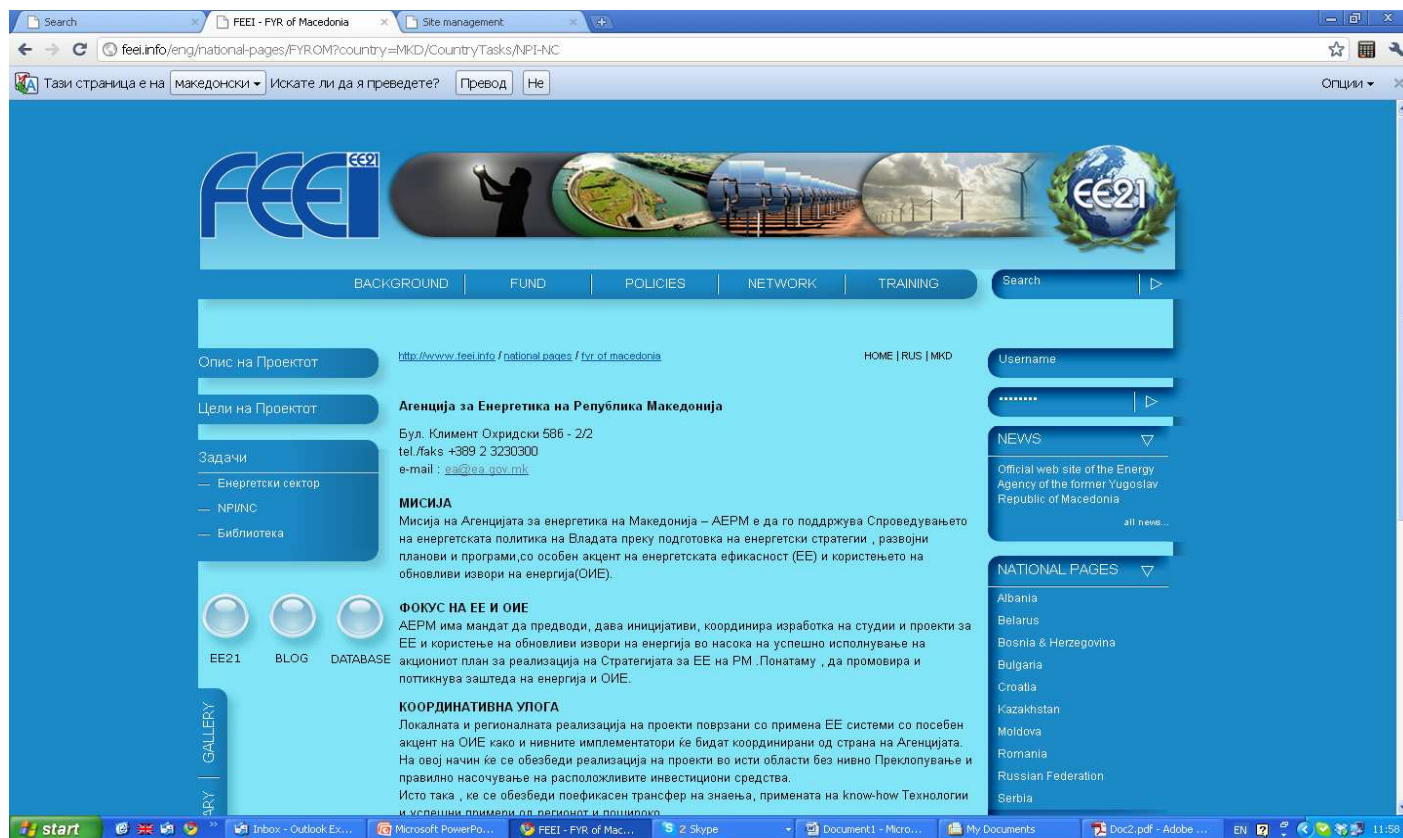 Search
FEEI - FYR of Macedonia
Site management
feei.info/eng/national-pages/FYROM?country=MKD/CountryTasks/NPI-NC
Тази страница е на македонски Искате ли да я преведете? Превод Не
Опции
FEEI EE21
EE21
BACKGROUND FUND POLICIES NETWORK TRAINING
Search
http://www.feei.info / national pages / fyr of macedonia
HOME | RUS | MKD
Опис на Проектот
Цели на Проектот
Задачи
— Енергетски сектор
— NPI/NC
— Библиотека
EE21 BLOG DATABASE
GALLERY
Агенција за Енергетика на Република Македонија
Бул. Климент Охридски 58б - 2/2
tel./faks +389 2 3230300
e-mail : ea@ea.gov.mk
МИСИЈА
Мисија на Агенцијата за енергетика на Македонија – АЕРМ е да го поддржува Спроведувањето
на енергетската политика на Владата преку подготовка на енергетски стратегии , развојни
планови и програми,со особен акцент на енергетската ефикасност (ЕЕ) и користењето на
обновливи извори на енергија(ОИЕ).
ФОКУС НА ЕЕ И ОИЕ
АЕРМ има мандат да предводи, дава иницијативи, координира изработка на студии и проекти за
ЕЕ и користење на обновливи извори на енергија во насока на успешно исполнување на
акциониот план за реализација на Стратегијата за ЕЕ на РМ .Понатаму , да промовира и
поттикнува заштеда на енергија и ОИЕ.
КООРДИНАТИВНА УЛОГА
Локалната и регионалната реализација на проекти поврзани со примена ЕЕ системи со посебен
акцент на ОИЕ како и нивните имплементатори ќе бидат координирани од страна на Агенцијата.
На овој начин ќе се обезбеди реализација на проекти во исти области без нивно Преклопување и
правилно насочување на расположливите инвестициони средства.
Исто така , ке се обезбеди поефикасен трансфер на знаења, примената на know-how Технологии
и успешни примери од регионот и пошироко
Username
••••••••
NEWS
Official web site of the Energy
Agency of the former Yugoslav
Republic of Macedonia
all news...
NATIONAL PAGES
Albania
Belarus
Bosnia & Herzegovina
Bulgaria
Croatia
Kazakhstan
Moldova
Romania
Russian Federation
Serbia
start Inbox - Outlook Ex... Microsoft PowerPo... FEEI - FYR of Mac... 2 Skype Document1 - Micro... My Documents Doc2.pdf - Adobe ... EN 11:58